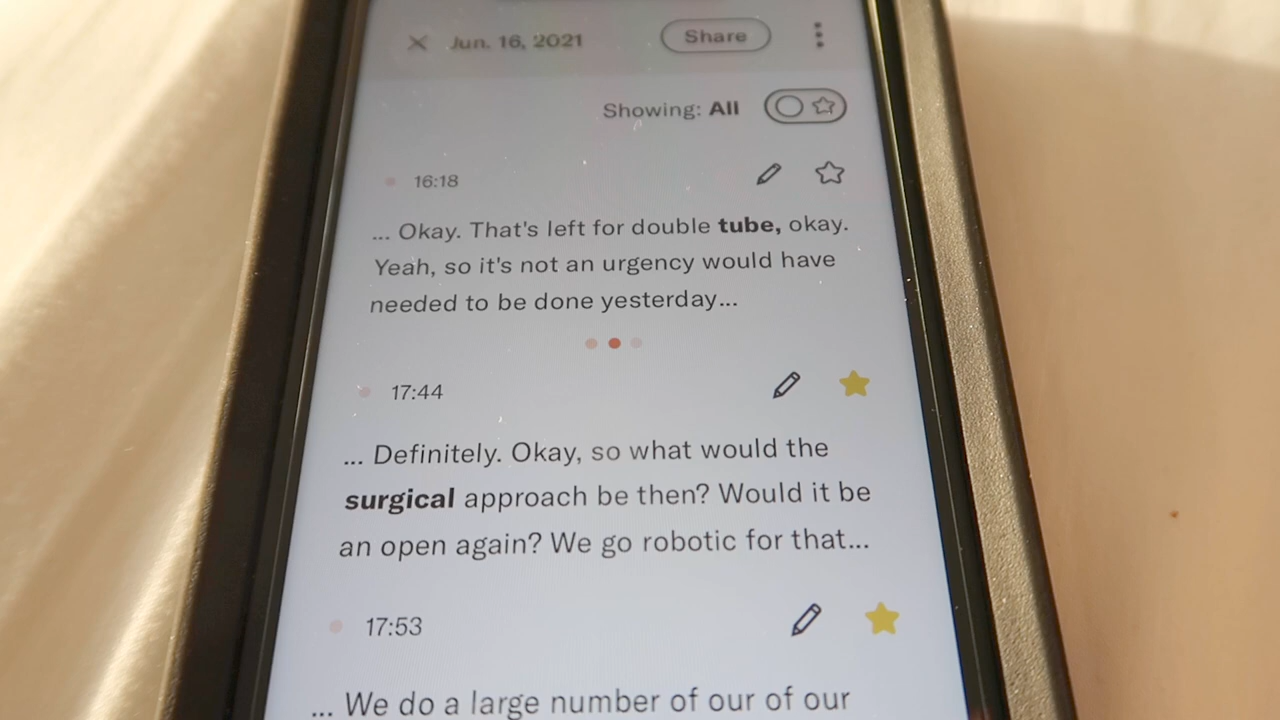 Jun. 16, 2021 Share
Showing: All
16:18
... Okay. That's left for double tube, okay.
Yeah, so it's not an urgency would have
needed to be done yesterday...
17:44
... Definitely. Okay, so what would the
surgical approach be then? Would it be
an open again? We go robotic for that...
17:53
... We do a large number of our of our